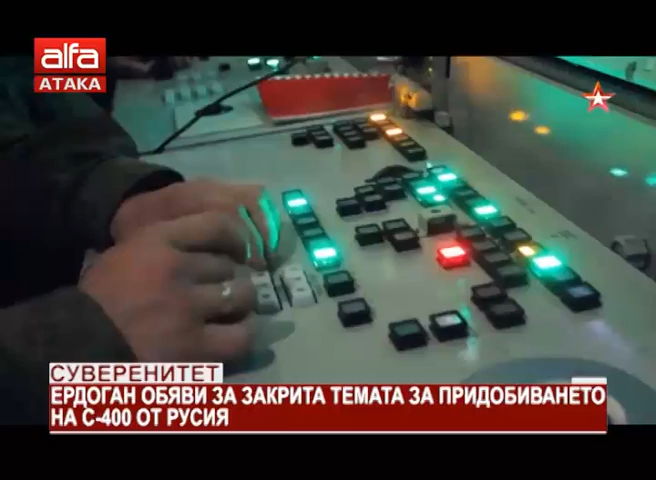 alfa
АТАКА
СУВЕРЕНИТЕТ
ЕРДОГАН ОБЯВИ ЗА ЗАКРИТА ТЕМАТА ЗА ПРИДОБИВАНЕТО
НА С-400 ОТ РУСИЯ